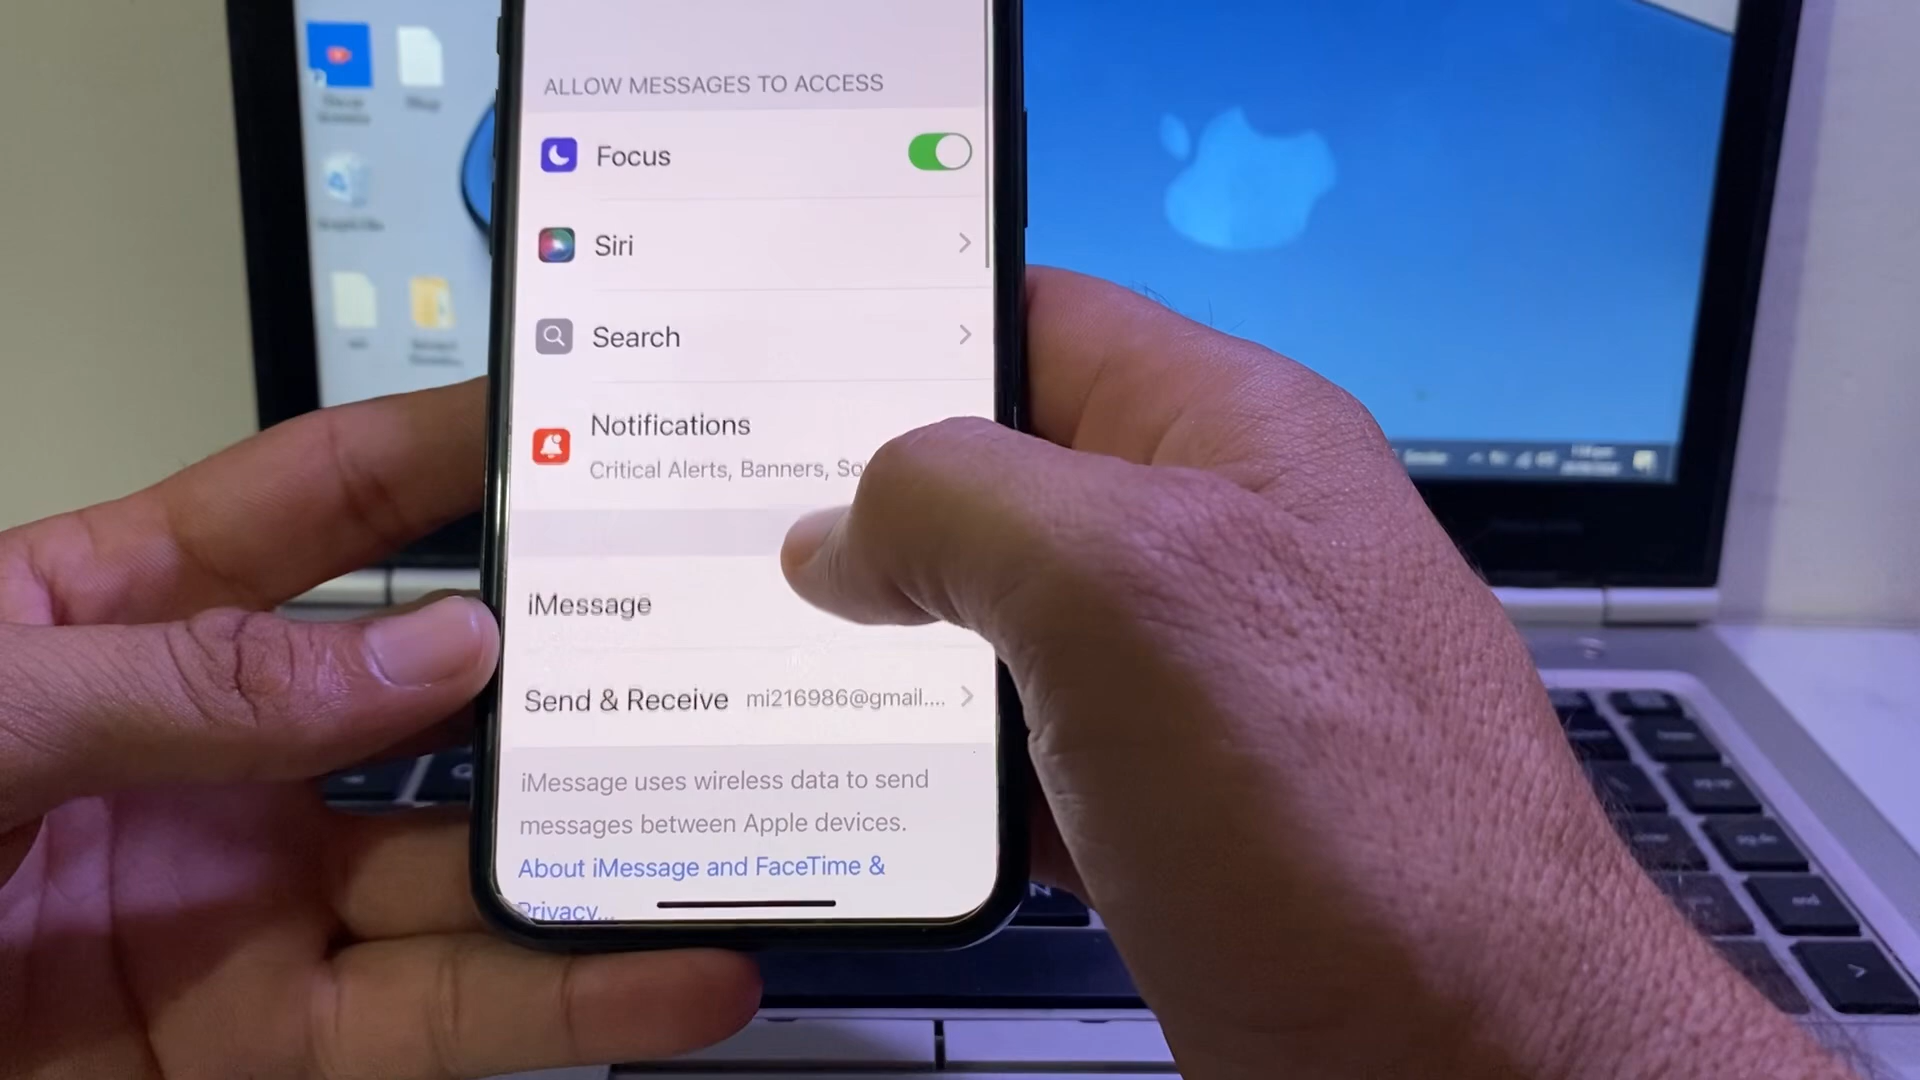 ALLOW MESSAGES TO ACCESS
Focus
Siri
Search
Notifications
Critical Alerts, Banners,
iMessage
Send & Receive mi216986@gmail....
iMessage uses wireless data to send
messages between Apple devices.
About iMessage and FaceTime &
Privacy...